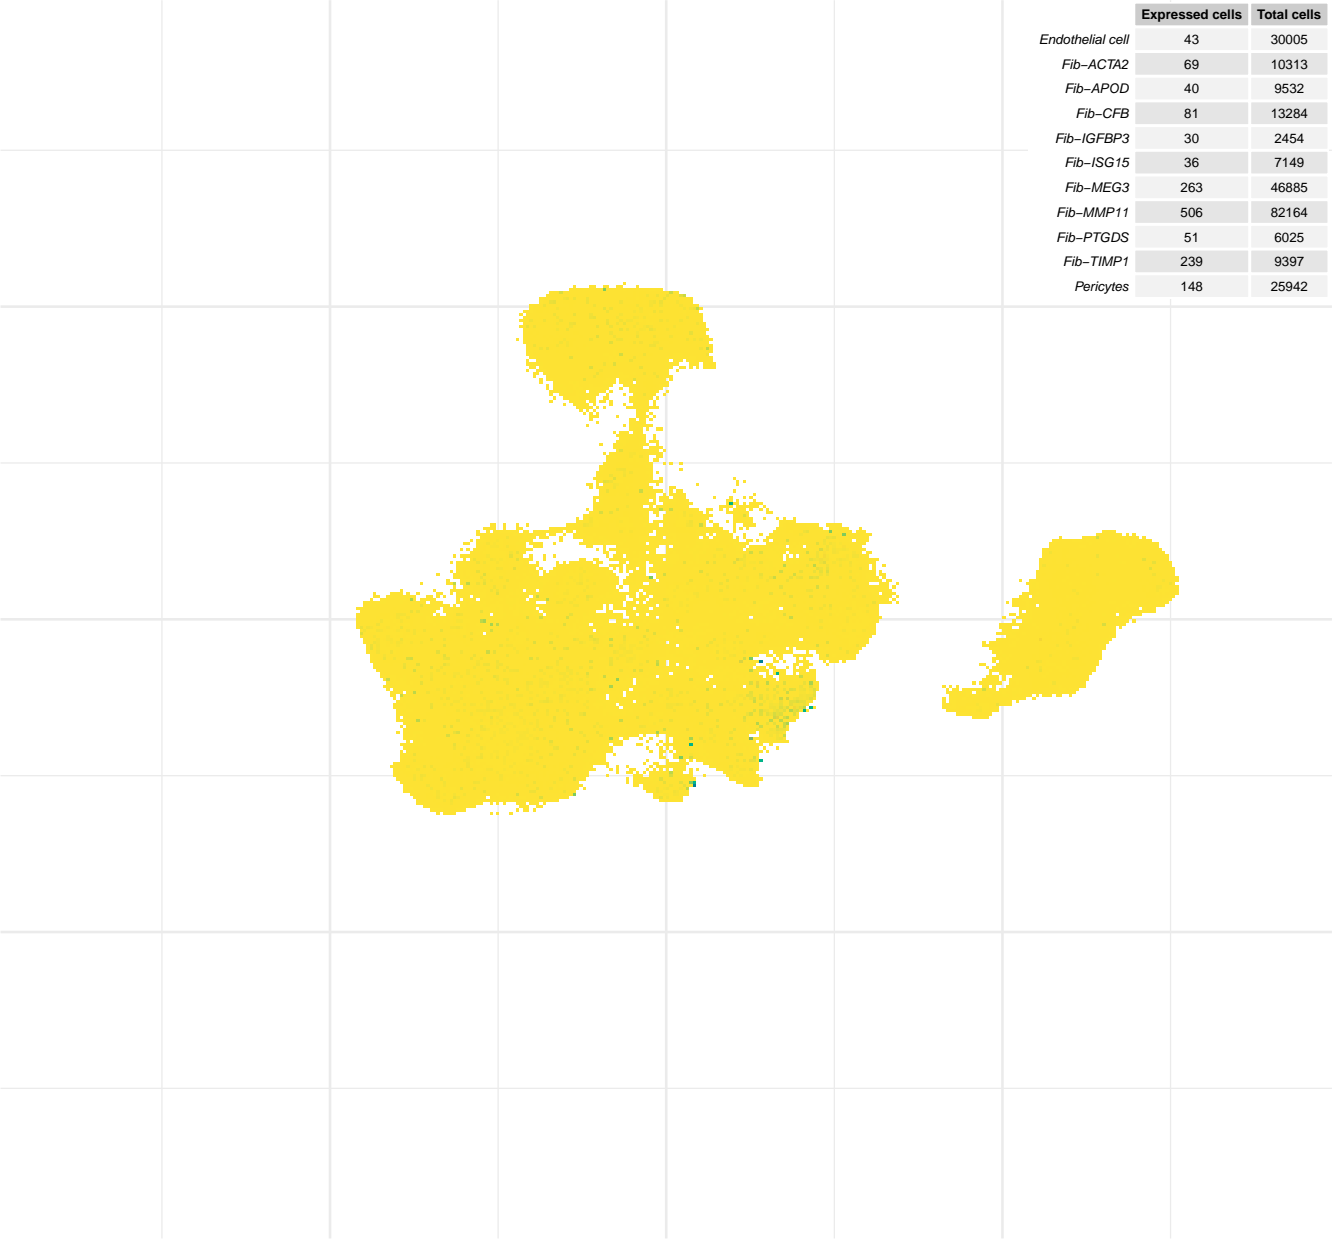 Expressed cells Total cells
Endothelial cell 43 30005
Fib−ACTA2 69 10313
Fib−APOD 40 9532
Fib−CFB 81 13284
Fib−IGFBP3 30 2454
Fib−ISG15 36 7149
Fib−MEG3 263 46885
Fib−MMP11 506 82164
Fib−PTGDS 51 6025
Fib−TIMP1 239 9397
Pericytes 148 25942